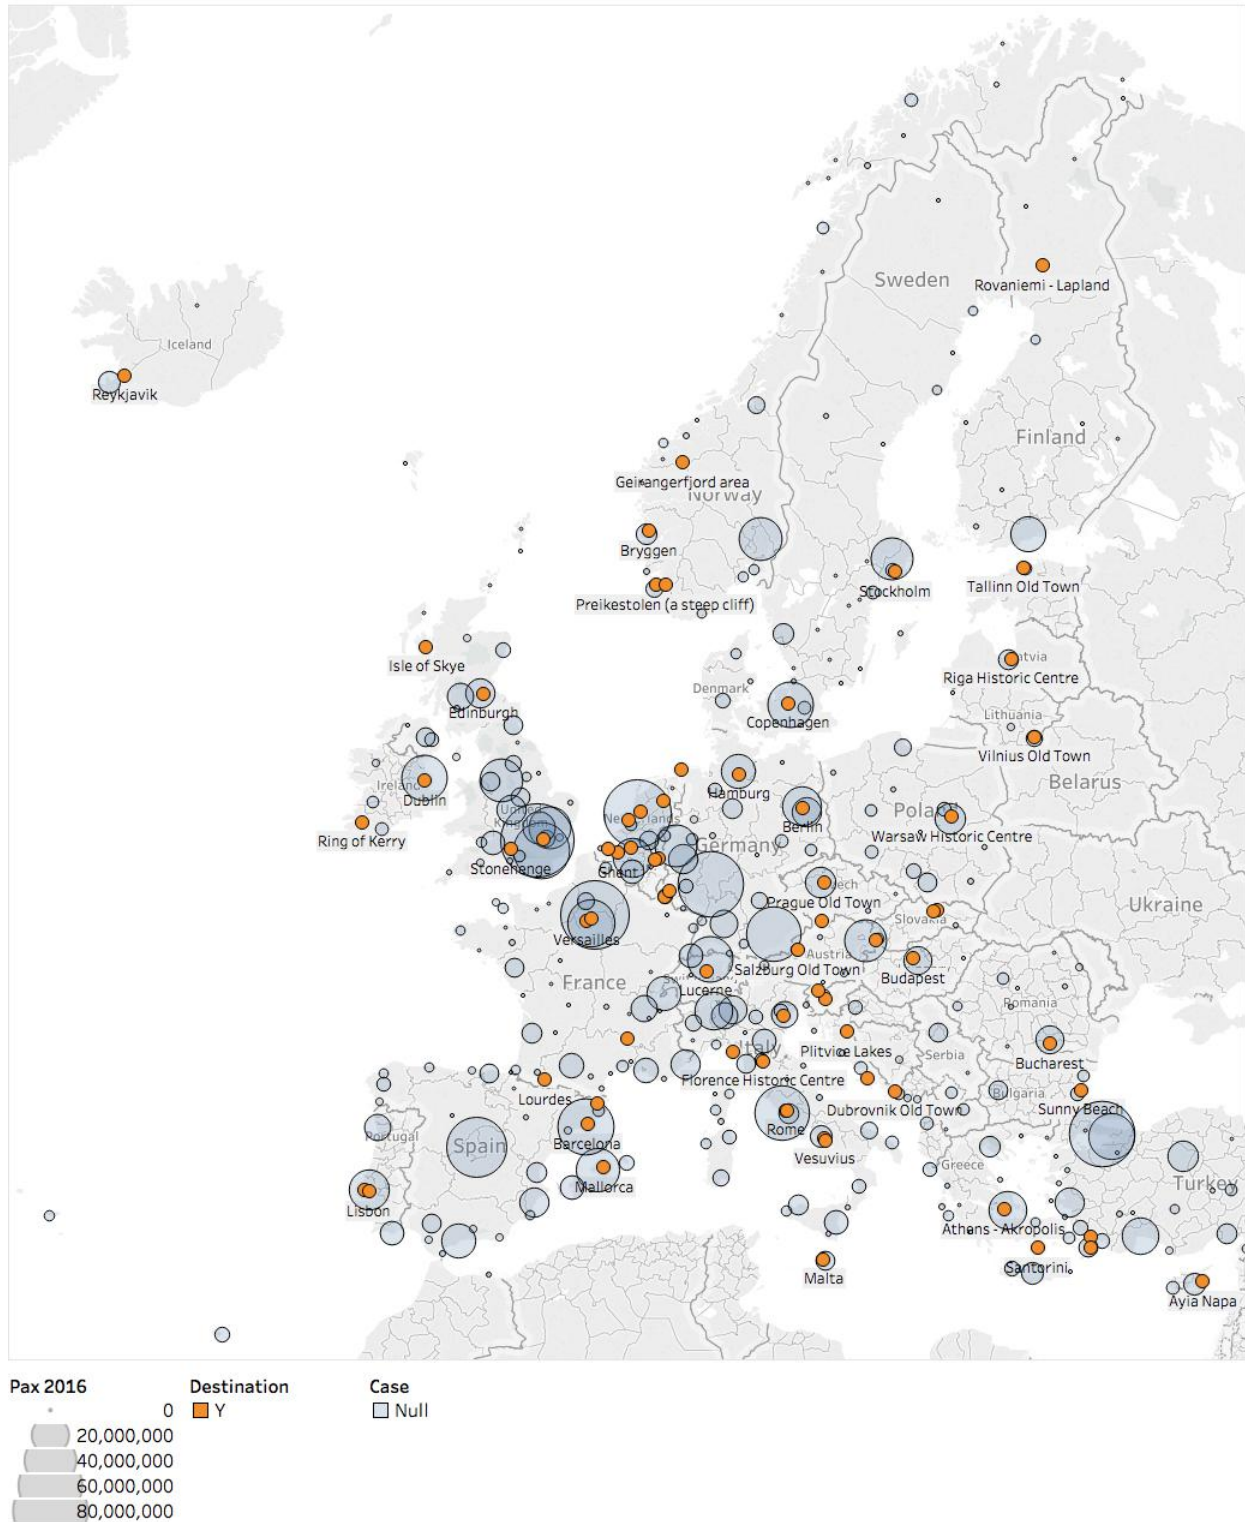 Sweden
Rovaniemi - Lapland
Iceland
Reykjavik
Finland
Geirangerfjord area
Norway
Bryggen
Stockholm
Tallinn Old Town
Preikestolen (a steep cliff)
Isle of Skye
Riga Historic Centre
Denmark
Edinburgh
Copenhagen
Lithuania
Vilnius Old Town
Belarus
Ireland
Dublin
Hamburg
Berlin
Poland
Warsaw Historic Centre
United
Kingdom
Ring of Kerry
Germany
Stonehenge
Ghent
Prague Old Town
Slovakia
Ukraine
Versailles
Austria
Salzburg Old Town
Budapest
France
Lucerne
Romania
Italy
Plitvice Lakes
Serbia
Bucharest
Florence Historic Centre
Lourdes
Dubrovnik Old Town
Bulgaria
Sunny Beach
Portugal
Spain
Barcelona
Rome
Vesuvius
Greece
Mallorca
Turkey
Lisbon
Athens - Akropolis
Malta
Santorini
Ayia Napa
Pax 2016
Destination
Case
0
Y
Null
20,000,000
40,000,000
60,000,000
80,000,000